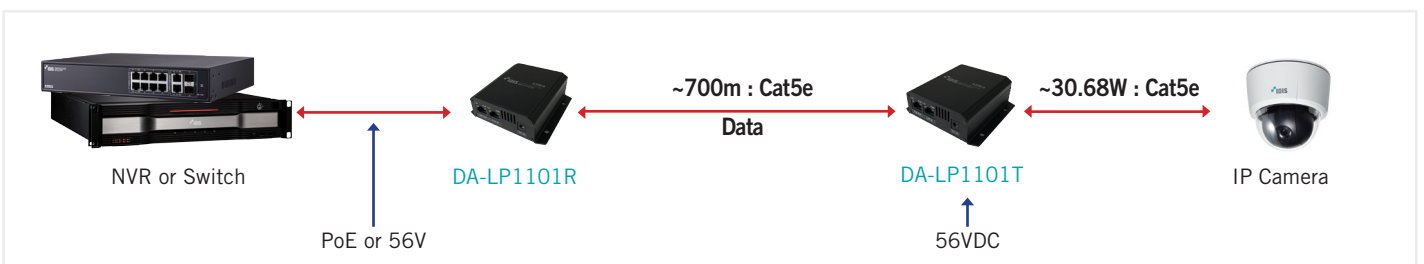 ~700m : Cat5e
~30.68W : Cat5e
IDIS
Data
NVR or Switch
DA-LP1101R
DA-LP1101T
IP Camera
PoE or 56V
56VDC